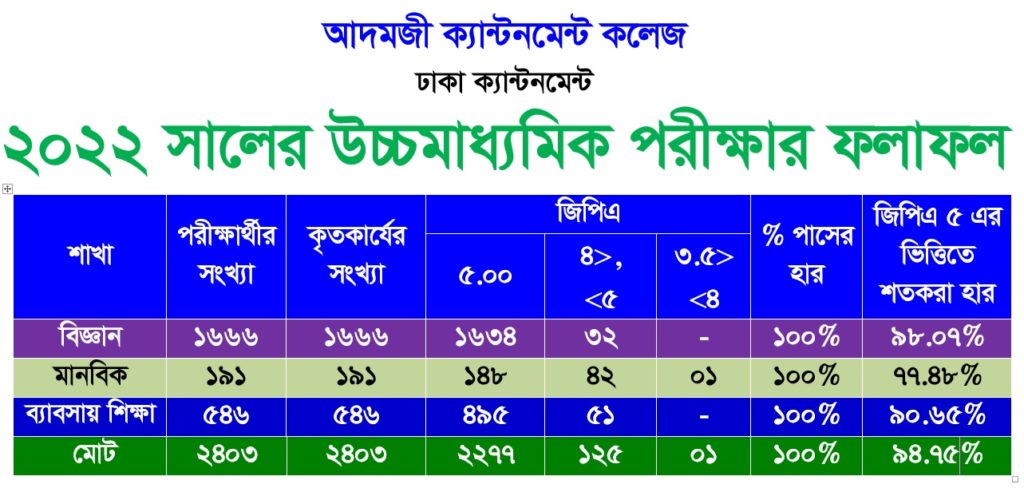 আদমজী ক্যান্টনমেন্ট কলেজ
ঢাকা ক্যান্টনমেন্ট
২০২২ সালের উচ্চমাধ্যমিক পরীক্ষার ফলাফল
শাখা পরীক্ষার্থীর সংখ্যা কৃতকার্যের সংখ্যা জিপিএ % পাসের হার জিপিএ ৫ এর ভিত্তিতে শতকরা হার
৫.০০ ৪>, <৫ ৩.৫> <৪
বিজ্ঞান ১৬৬৬ ১৬৬৬ ১৬৩৪ ৩২ - ১০০% ৯৮.০৭%
মানবিক ১৯১ ১৯১ ১৪৮ ৪২ ০১ ১০০% ৭৭.৪৮%
ব্যাবসায় শিক্ষা ৫৪৬ ৫৪৬ ৪৯৫ ৫১ - ১০০% ৯০.৬৫%
মোট ২৪০৩ ২৪০৩ ২২৭৭ ১২৫ ০১ ১০০% ৯৪.৭৫%